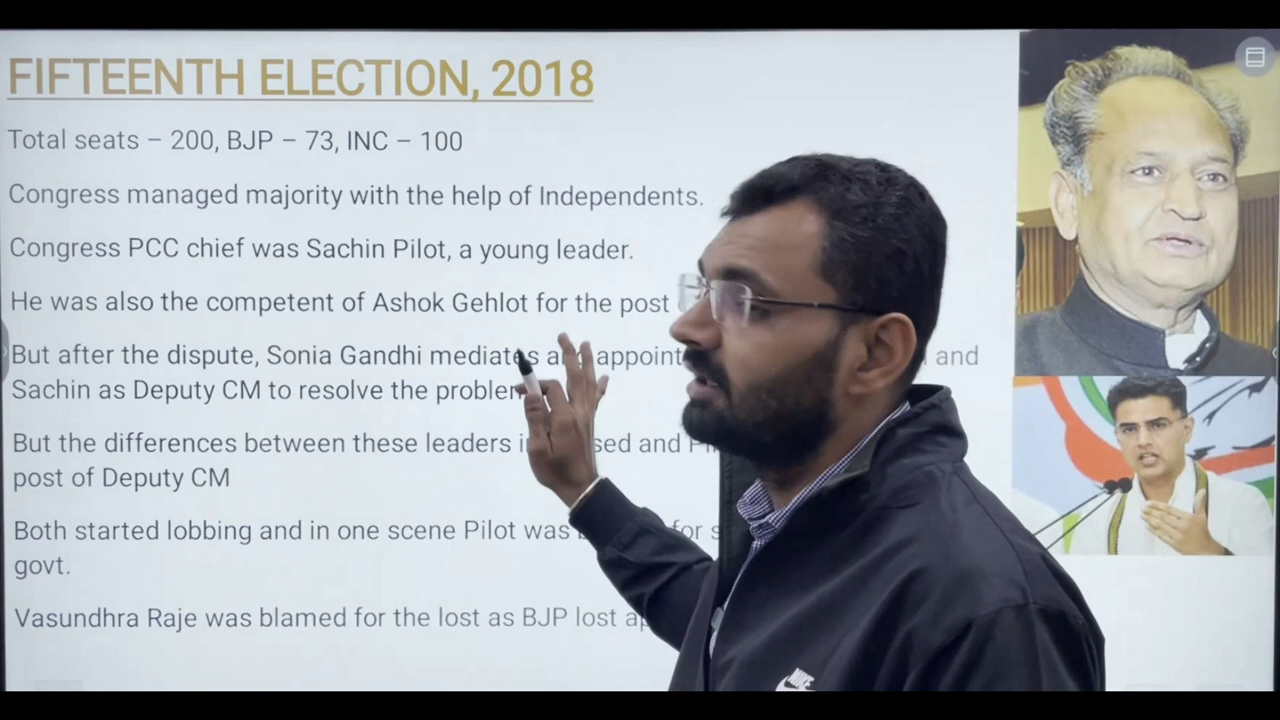 FIFTEENTH ELECTION, 2018
Total seats – 200, BJP – 73, INC – 100
Congress managed majority with the help of Independents.
Congress PCC chief was Sachin Pilot, a young leader.
He was also the competent of Ashok Gehlot for the post
But after the dispute, Sonia Gandhi mediates and appoint and
Sachin as Deputy CM to resolve the problem
But the differences between these leaders and
post of Deputy CM
Both started lobbing and in one scene Pilot was for
govt.
Vasundhra Raje was blamed for the lost as BJP lost
NIKE